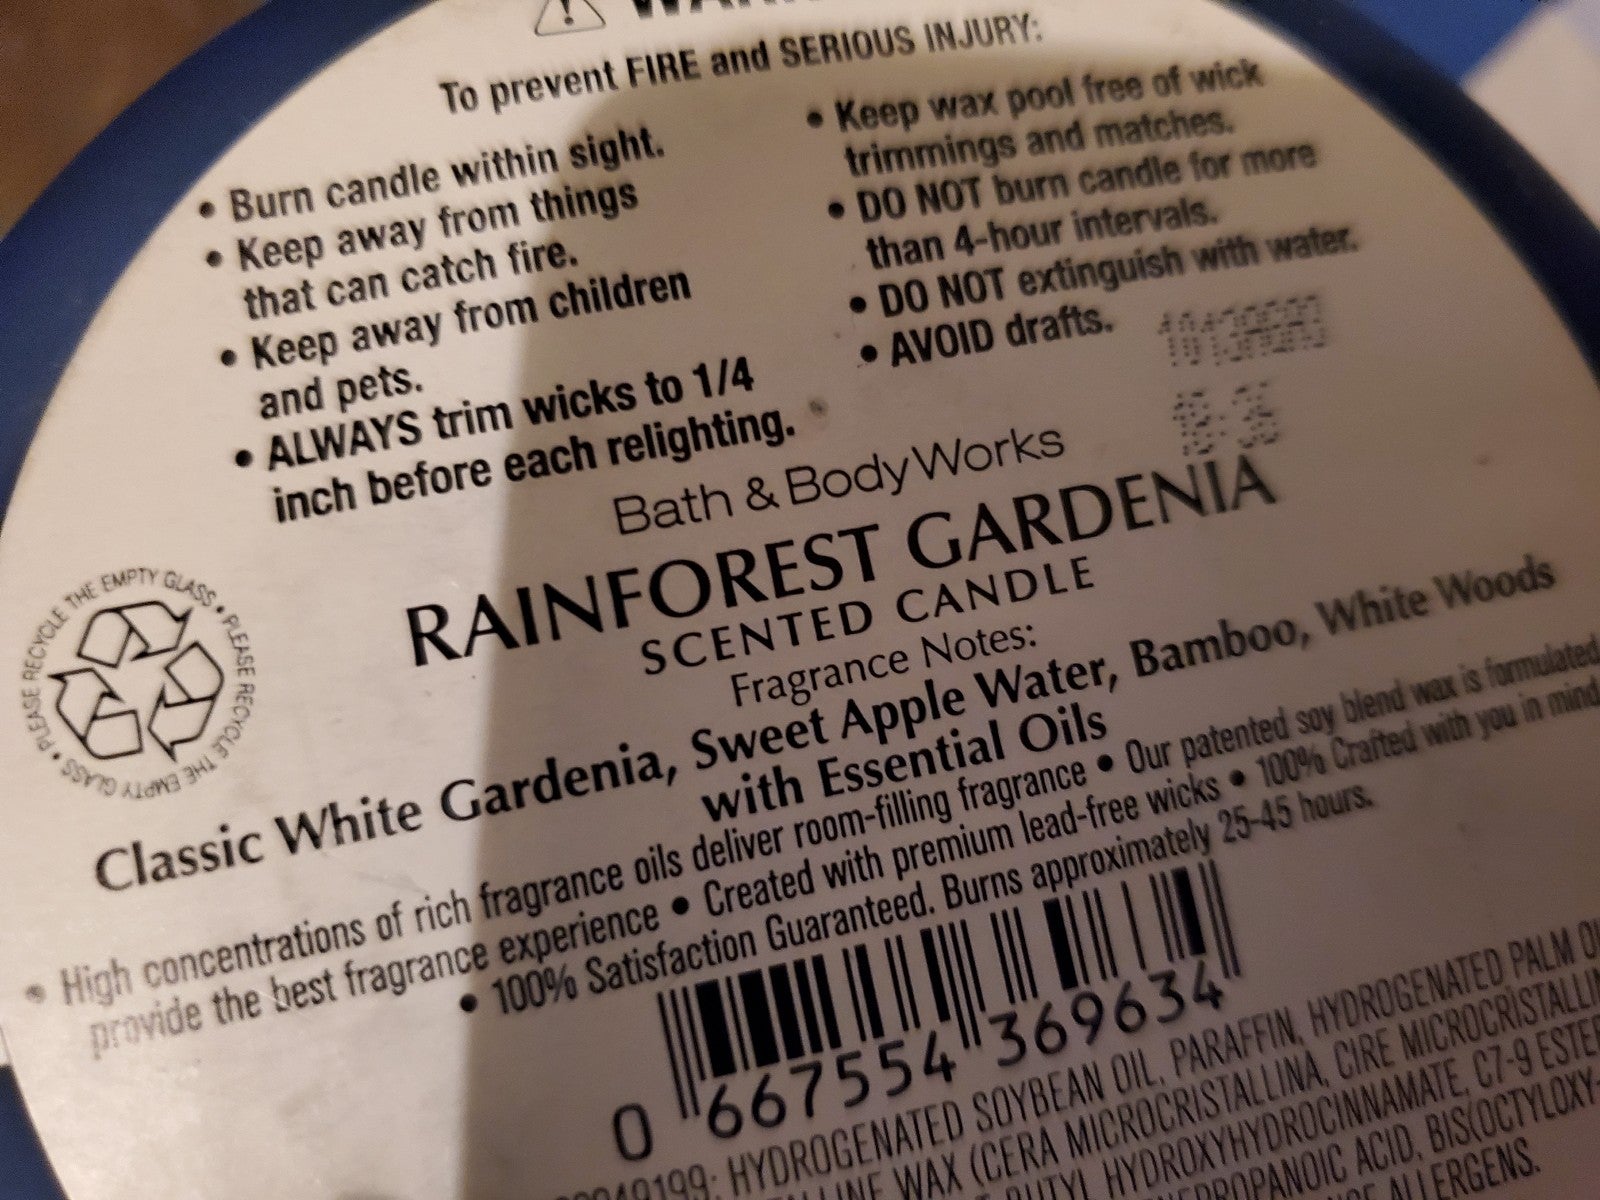 To prevent FIRE and SERIOUS INJURY:
• Burn candle within sight.
• Keep away from things
that can catch fire.
• Keep away from children
and pets.
• ALWAYS trim wicks to 1/4
inch before each relighting.
• Keep wax pool free of wick
trimmings and matches.
• DO NOT burn candle for more
than 4-hour intervals.
• DO NOT extinguish with water.
• AVOID drafts.
Bath & Body Works
RAINFOREST GARDENIA
SCENTED CANDLE
Fragrance Notes:
Classic White Gardenia, Sweet Apple Water, Bamboo, White Woods
with Essential Oils
• High concentrations of rich fragrance oils deliver room-filling fragrance • Our patented soy blend wax is formulated
provide the best fragrance experience • Created with premium lead-free wicks • 100% Crafted with you in mind
• 100% Satisfaction Guaranteed. Burns approximately 25-45 hours.
PLEASE RECYCLE THE EMPTY GLASS • PLEASE RECYCLE THE EMPTY GLASS •
0 667554 369634
HYDROGENATED SOYBEAN OIL, PARAFFIN, HYDROGENATED PALM
WAX (CERA MICROCRISTALLINA, CIRE MICROCRISTALLIN
BUTYL HYDROXYHYDROCINNAMATE, C7-9 ESTER
ACID, BIS(OCTYLOXY-
ALLERGENS.